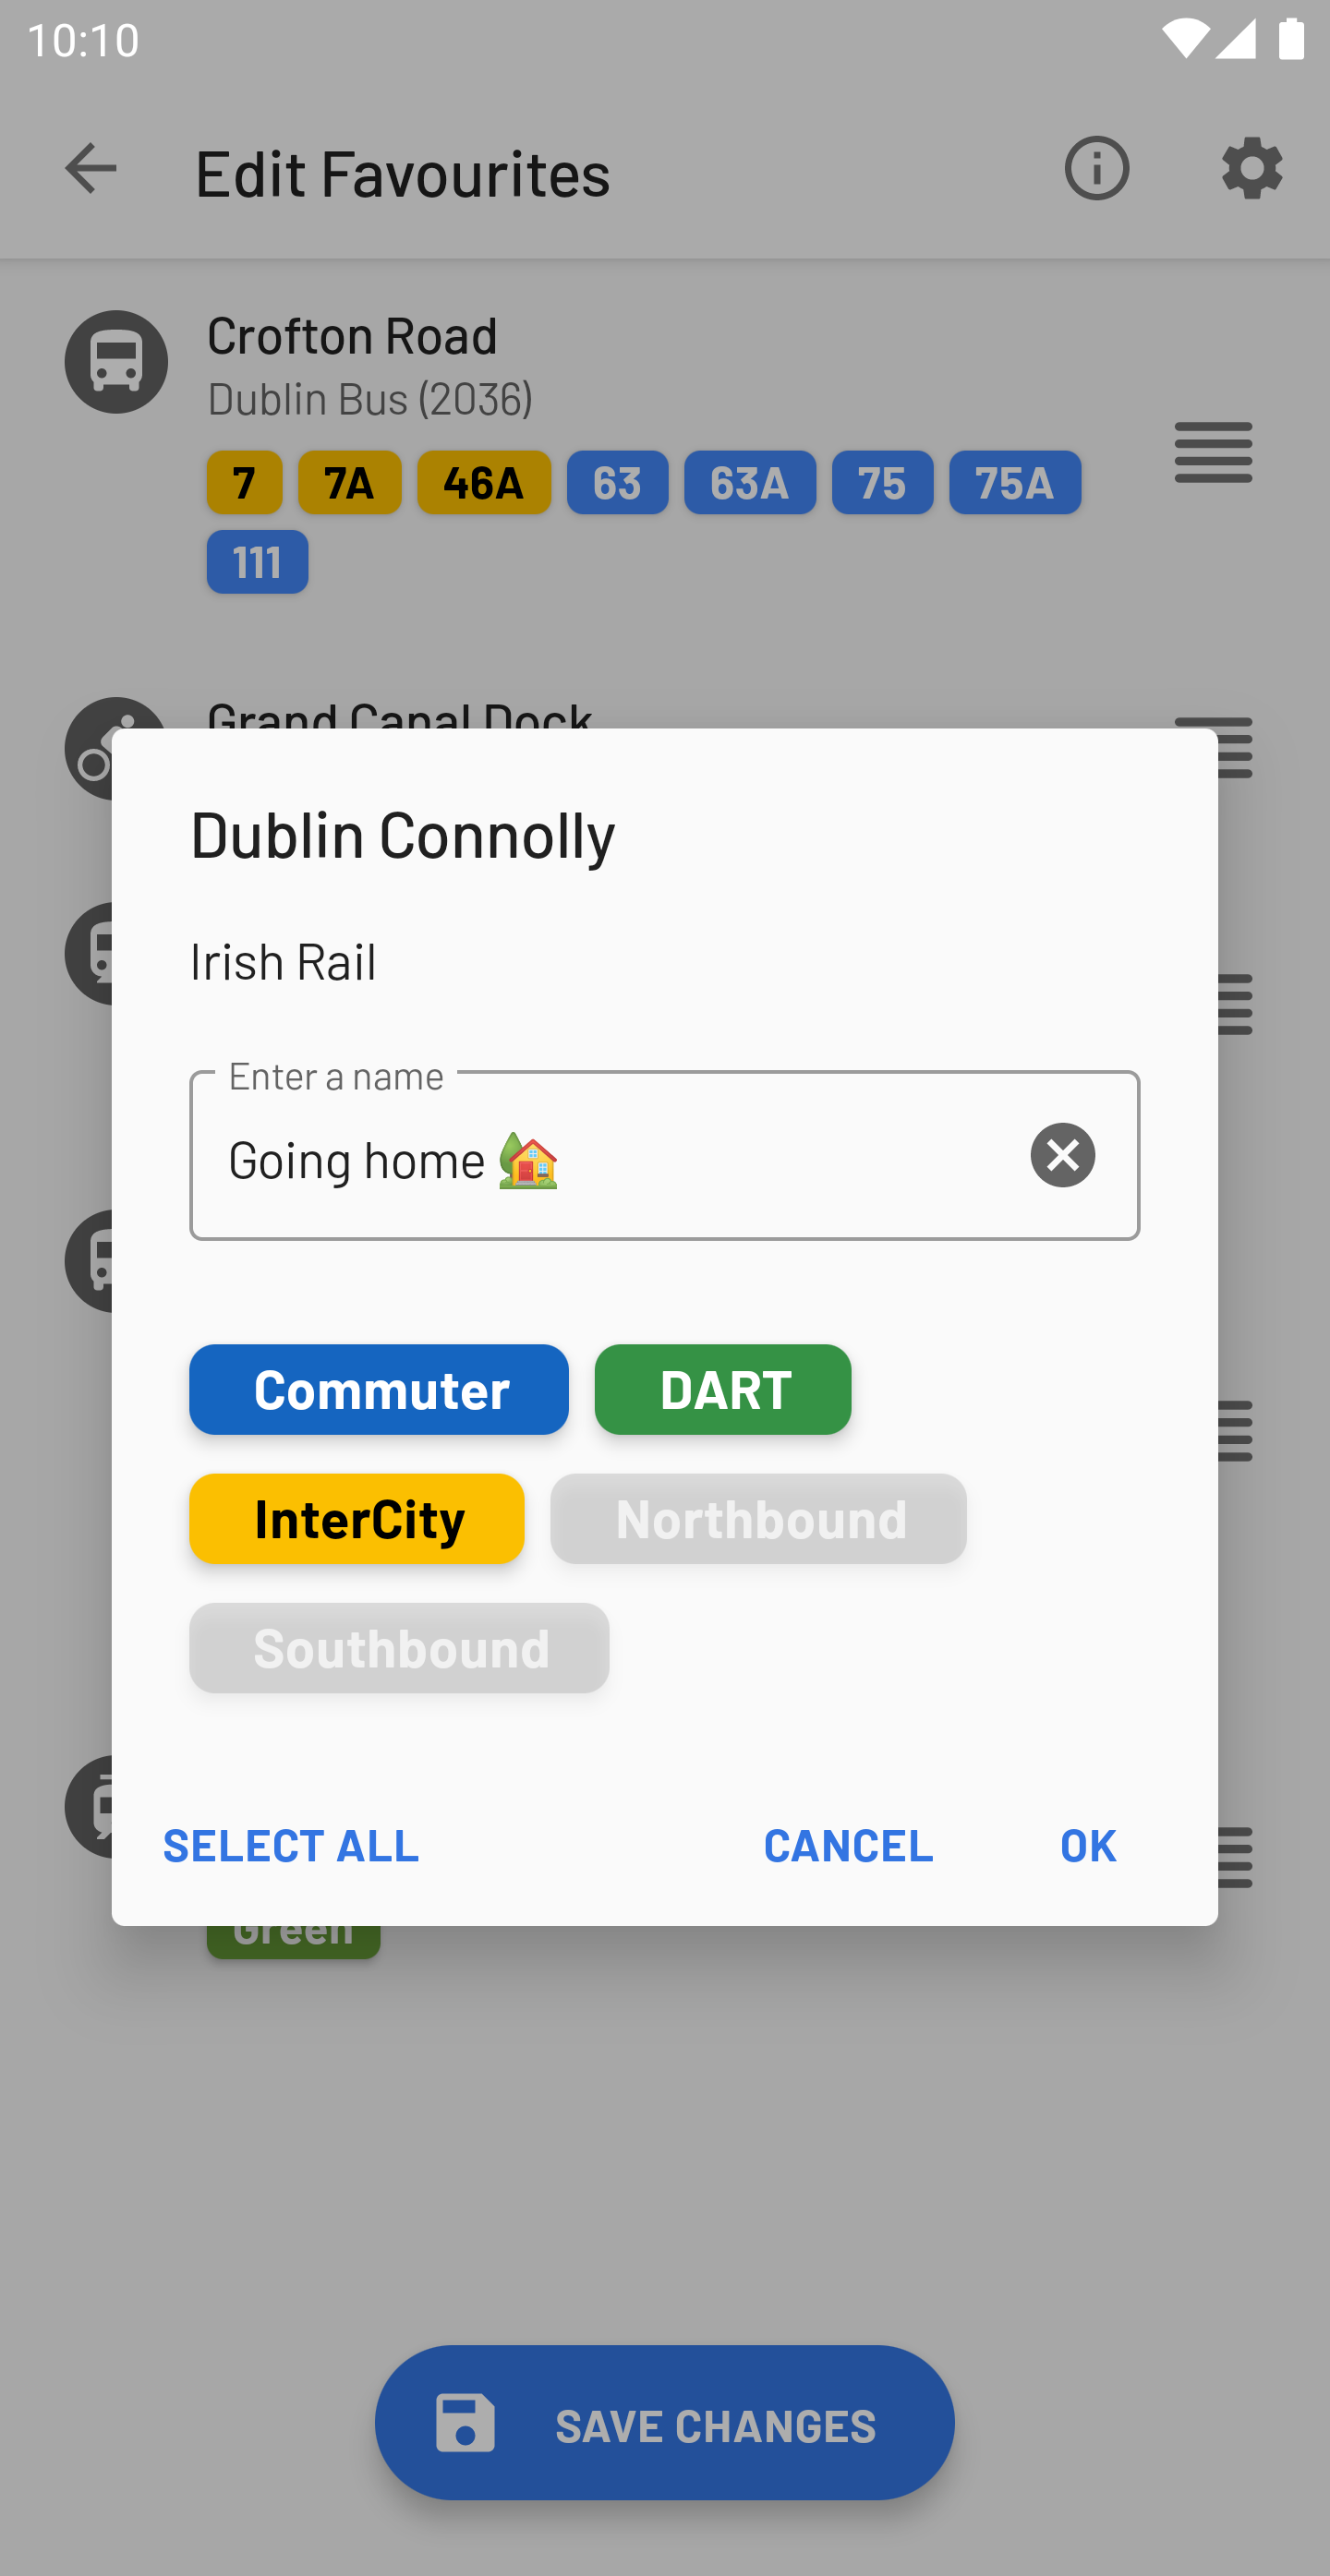 10:10
Edit Favourites
Crofton Road
Dublin Bus (2036)
7 7A 46A 63 63A 75 75A
111
Grand Canal Dock
Dublin Connolly
Irish Rail
Enter a name
Going home 🏡
Commuter DART
InterCity Northbound
Southbound
SELECT ALL CANCEL OK
Green
SAVE CHANGES